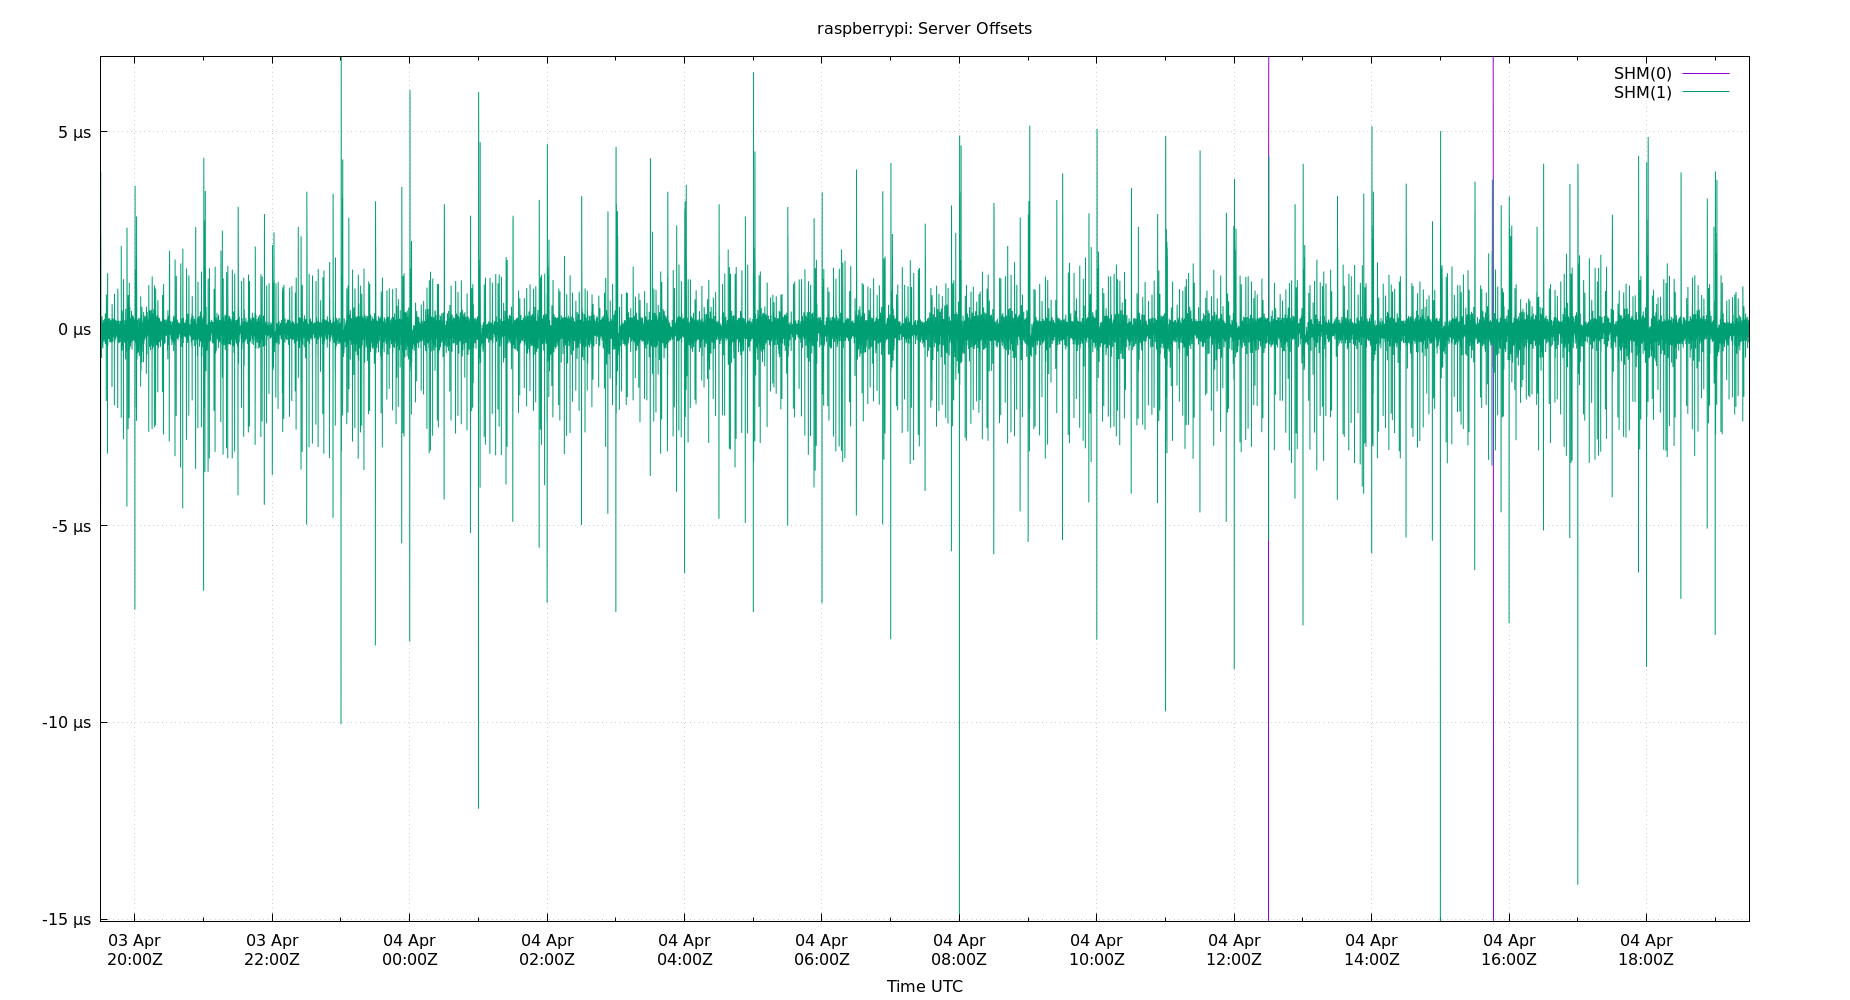 raspberrypi: Server Offsets
SHM(0)
SHM(1)
5 µs
0 µs
-5 µs
-10 µs
-15 µs
03 Apr 03 Apr 04 Apr 04 Apr 04 Apr 04 Apr 04 Apr 04 Apr 04 Apr 04 Apr 04 Apr 04 Apr
20:00Z 22:00Z 00:00Z 02:00Z 04:00Z 06:00Z 08:00Z 10:00Z 12:00Z 14:00Z 16:00Z 18:00Z
Time UTC